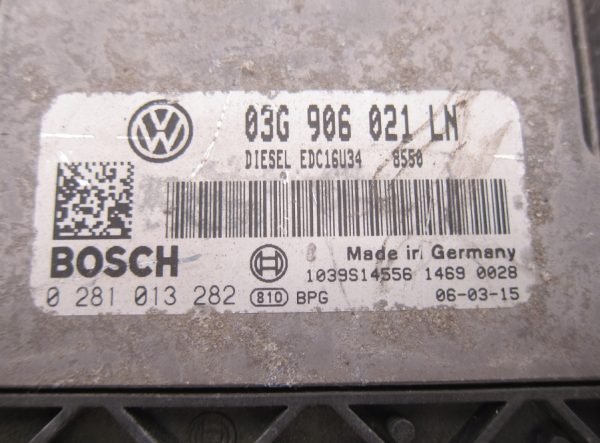 03G 906 021 LN
DIESEL EDC16U34 8550
BOSCH
Made in Germany
1039S14556 1469 0028
0 281 013 282 810 BPG 06-03-15